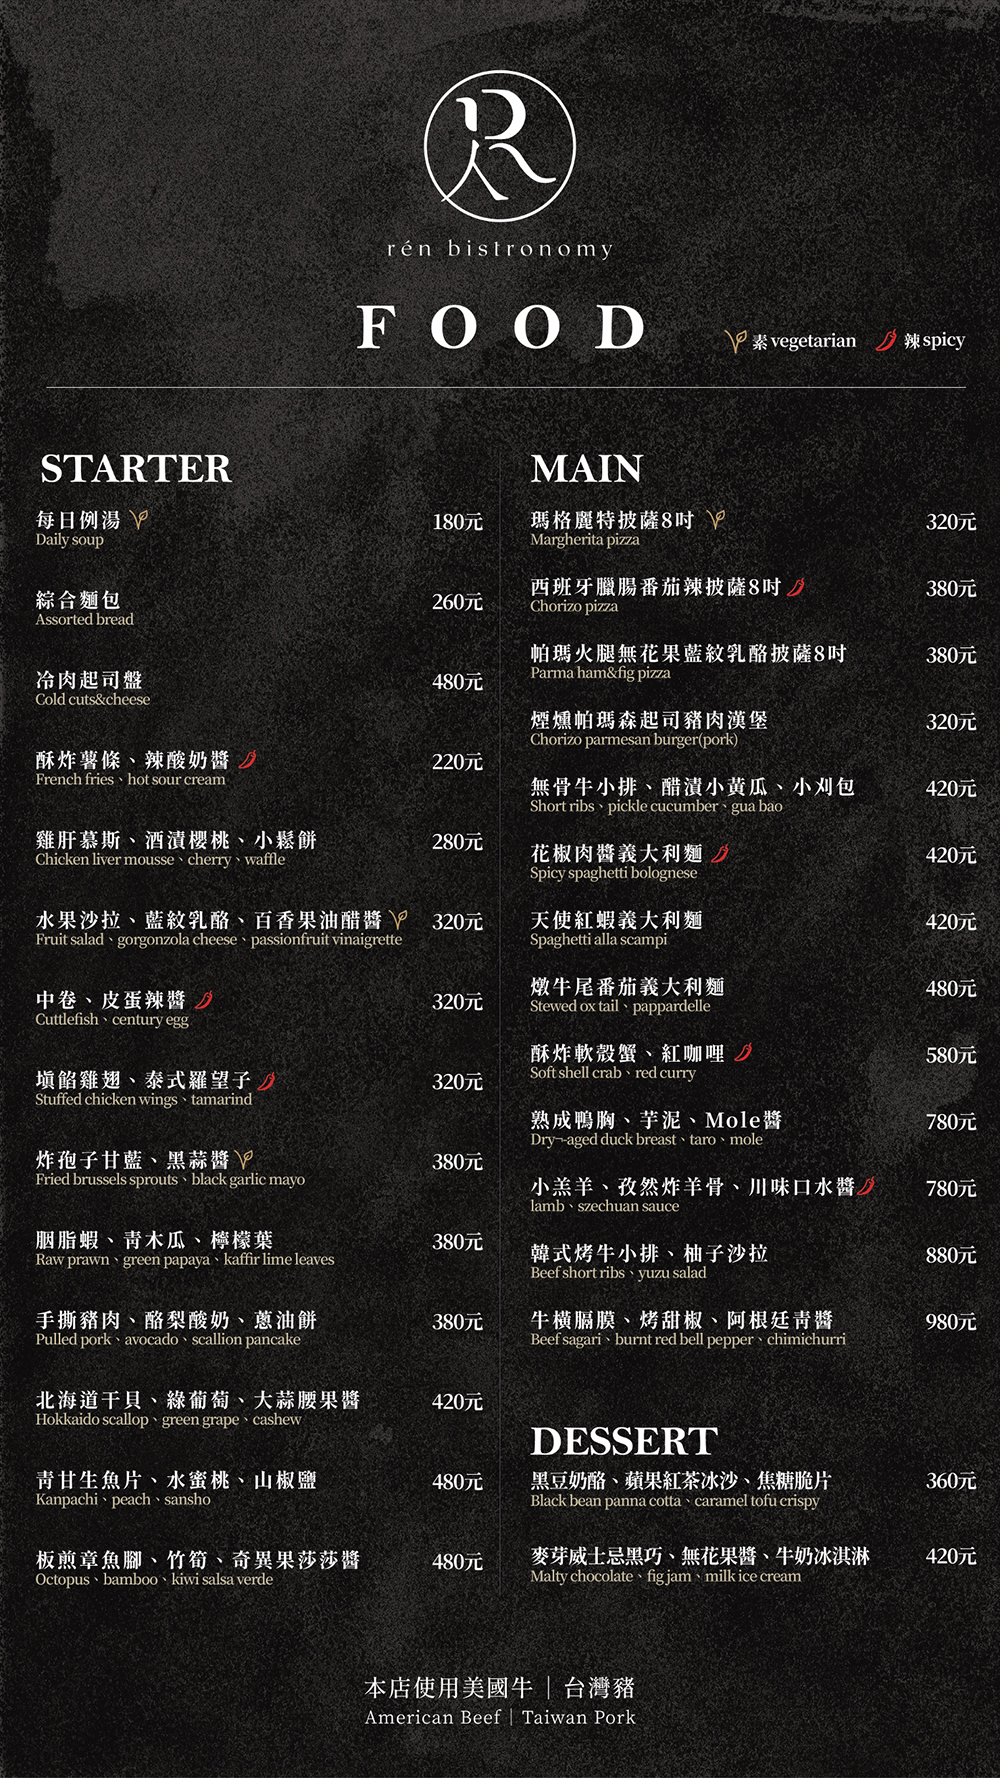 R
rén bistronomy
FOOD
素 vegetarian 辣 spicy
STARTER
每日例湯 180元
Daily soup
綜合麵包 260元
Assorted bread
冷肉起司盤 480元
Cold cuts&cheese
酥炸薯條、辣酸奶醬 220元
French fries、hot sour cream
雞肝慕斯、酒漬櫻桃、小鬆餅 280元
Chicken liver mousse、cherry、waffle
水果沙拉、藍紋乳酪、百香果油醋醬 320元
Fruit salad、gorgonzola cheese、passionfruit vinaigrette
中卷、皮蛋辣醬 320元
Cuttlefish、century egg
填餡雞翅、泰式羅望子 320元
Stuffed chicken wings、tamarind
炸孢子甘藍、黑蒜醬 380元
Fried brussels sprouts、black garlic mayo
胭脂蝦、青木瓜、檸檬葉 380元
Raw prawn、green papaya、kaffir lime leaves
手撕豬肉、酪梨酸奶、蔥油餅 380元
Pulled pork、avocado、scallion pancake
北海道干貝、綠葡萄、大蒜腰果醬 420元
Hokkaido scallop、green grape、cashew
青甘生魚片、水蜜桃、山椒鹽 480元
Kanpachi、peach、sansho
板煎章魚腳、竹筍、奇異果莎莎醬 480元
Octopus、bamboo、kiwi salsa verde
MAIN
瑪格麗特披薩8吋 320元
Margherita pizza
西班牙臘腸番茄辣披薩8吋 380元
Chorizo pizza
帕瑪火腿無花果藍紋乳酪披薩8吋 380元
Parma ham&fig pizza
煙燻帕瑪森起司豬肉漢堡 320元
Chorizo parmesan burger(pork)
無骨牛小排、醋漬小黃瓜、小刈包 420元
Short ribs、pickle cucumber、gua bao
花椒肉醬義大利麵 420元
Spicy spaghetti bolognese
天使紅蝦義大利麵 420元
Spaghetti alla scampi
燉牛尾番茄義大利麵 480元
Stewed ox tail、pappardelle
酥炸軟殼蟹、紅咖哩 580元
Soft shell crab、red curry
熟成鴨胸、芋泥、Mole醬 780元
Dry¬-aged duck breast、taro、mole
小羔羊、孜然炸羊骨、川味口水醬 780元
lamb、szechuan sauce
韓式烤牛小排、柚子沙拉 880元
Beef short ribs、yuzu salad
牛橫膈膜、烤甜椒、阿根廷青醬 980元
Beef sagari、burnt red bell pepper、chimichurri
DESSERT
黑豆奶酪、蘋果紅茶冰沙、焦糖脆片 360元
Black bean panna cotta、caramel tofu crispy
麥芽威士忌黑巧、無花果醬、牛奶冰淇淋 420元
Malty chocolate、fig jam、milk ice cream
本店使用美國牛｜台灣豬
American Beef｜Taiwan Pork